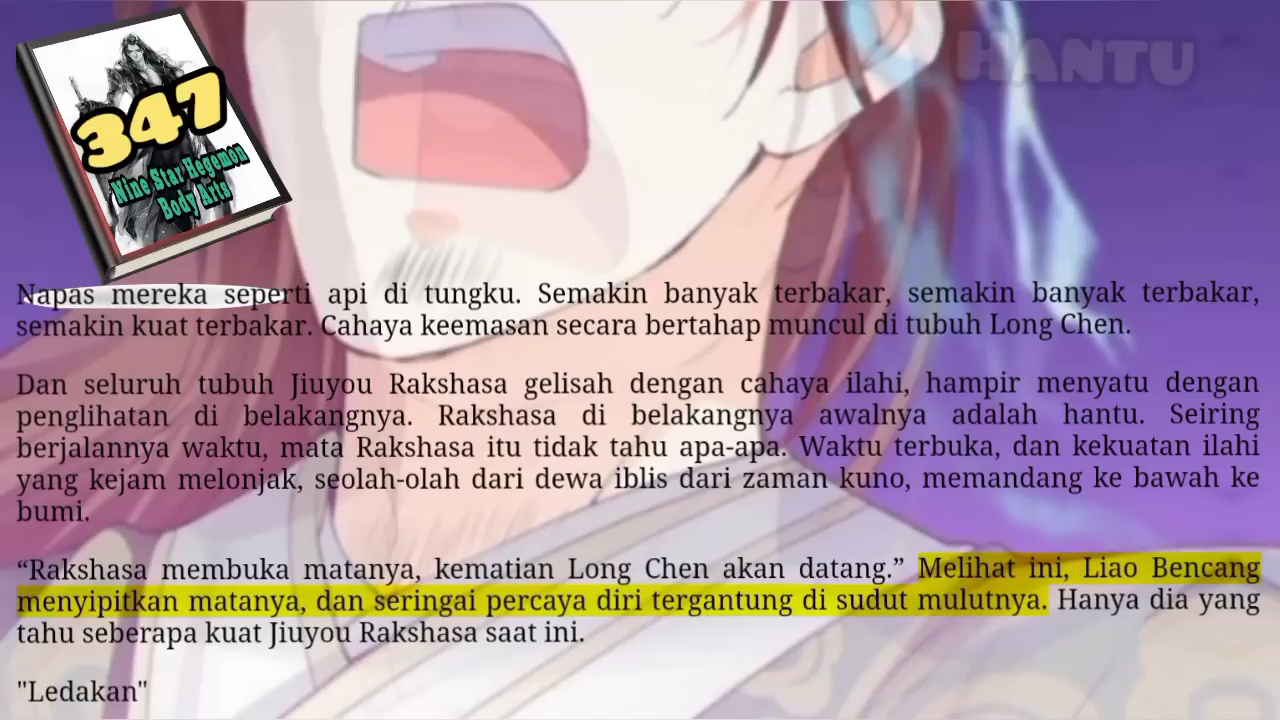 HANTU
347
Nine Star Hegemon
Body Arts
Napas mereka seperti api di tungku. Semakin banyak terbakar, semakin banyak terbakar,
semakin kuat terbakar. Cahaya keemasan secara bertahap muncul di tubuh Long Chen.
Dan seluruh tubuh Jiuyou Rakshasa gelisah dengan cahaya ilahi, hampir menyatu dengan
penglihatan di belakangnya. Rakshasa di belakangnya awalnya adalah hantu. Seiring
berjalannya waktu, mata Rakshasa itu tidak tahu apa-apa. Waktu terbuka, dan kekuatan ilahi
yang kejam melonjak, seolah-olah dari dewa iblis dari zaman kuno, memandang ke bawah ke
bumi.
“Rakshasa membuka matanya, kematian Long Chen akan datang.” Melihat ini, Liao Bencang
menyipitkan matanya, dan seringai percaya diri tergantung di sudut mulutnya. Hanya dia yang
tahu seberapa kuat Jiuyou Rakshasa saat ini.
"Ledakan"